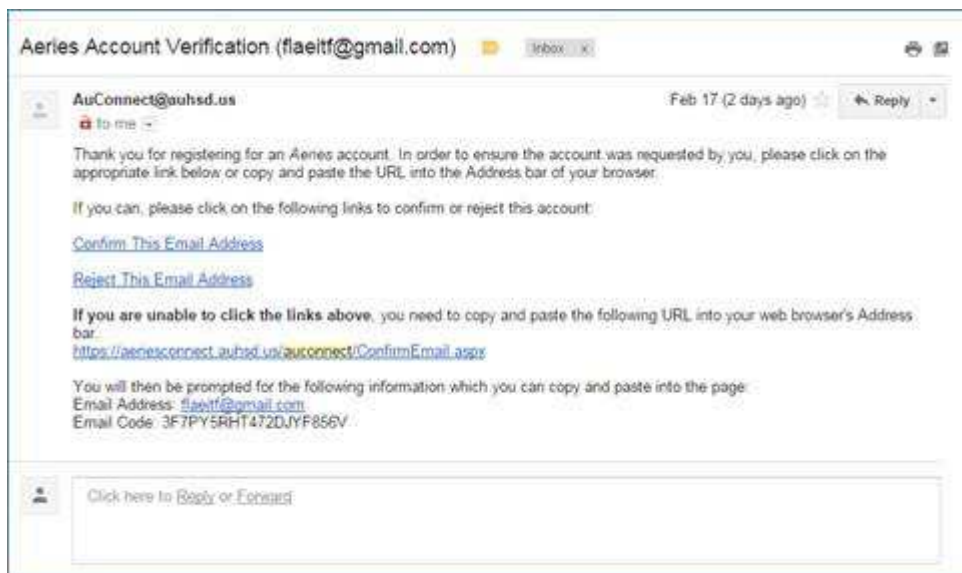 Aeries Account Verification (flaeitf@gmail.com) Inbox x
AuConnect@auhsd.us Feb 17 (2 days ago) Reply
to me
Thank you for registering for an Aeries account. In order to ensure the account was requested by you, please click on the
appropriate link below or copy and paste the URL into the Address bar of your browser.
If you can, please click on the following links to confirm or reject this account:
Confirm This Email Address
Reject This Email Address
If you are unable to click the links above, you need to copy and paste the following URL into your web browser's Address
bar.
https://aeriesconnect.auhsd.us/auconnect/ConfirmEmail.aspx
You will then be prompted for the following information which you can copy and paste into the page:
Email Address: flaeitf@gmail.com
Email Code: 3F7PY5RHT472DJYF856V
Click here to Reply or Forward